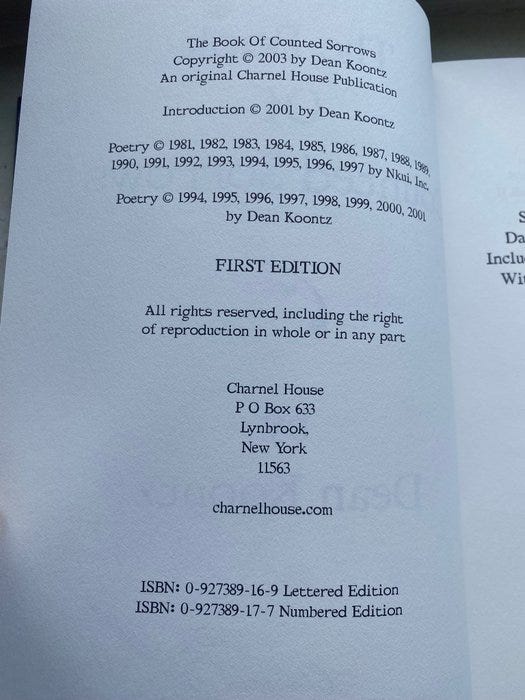 The Book Of Counted Sorrows
Copyright © 2003 by Dean Koontz
An original Charnel House Publication
Introduction © 2001 by Dean Koontz
Poetry © 1981, 1982, 1983, 1984, 1985, 1986, 1987, 1988, 1989,
1990, 1991, 1992, 1993, 1994, 1995, 1996, 1997 by Nkui, Inc.
Poetry © 1994, 1995, 1996, 1997, 1998, 1999, 2000, 2001
by Dean Koontz
FIRST EDITION
All rights reserved, including the right
of reproduction in whole or in any part
Charnel House
P O Box 633
Lynbrook,
New York
11563
charnelhouse.com
ISBN: 0-927389-16-9 Lettered Edition
ISBN: 0-927389-17-7 Numbered Edition
S
Da
Inclu
Wit